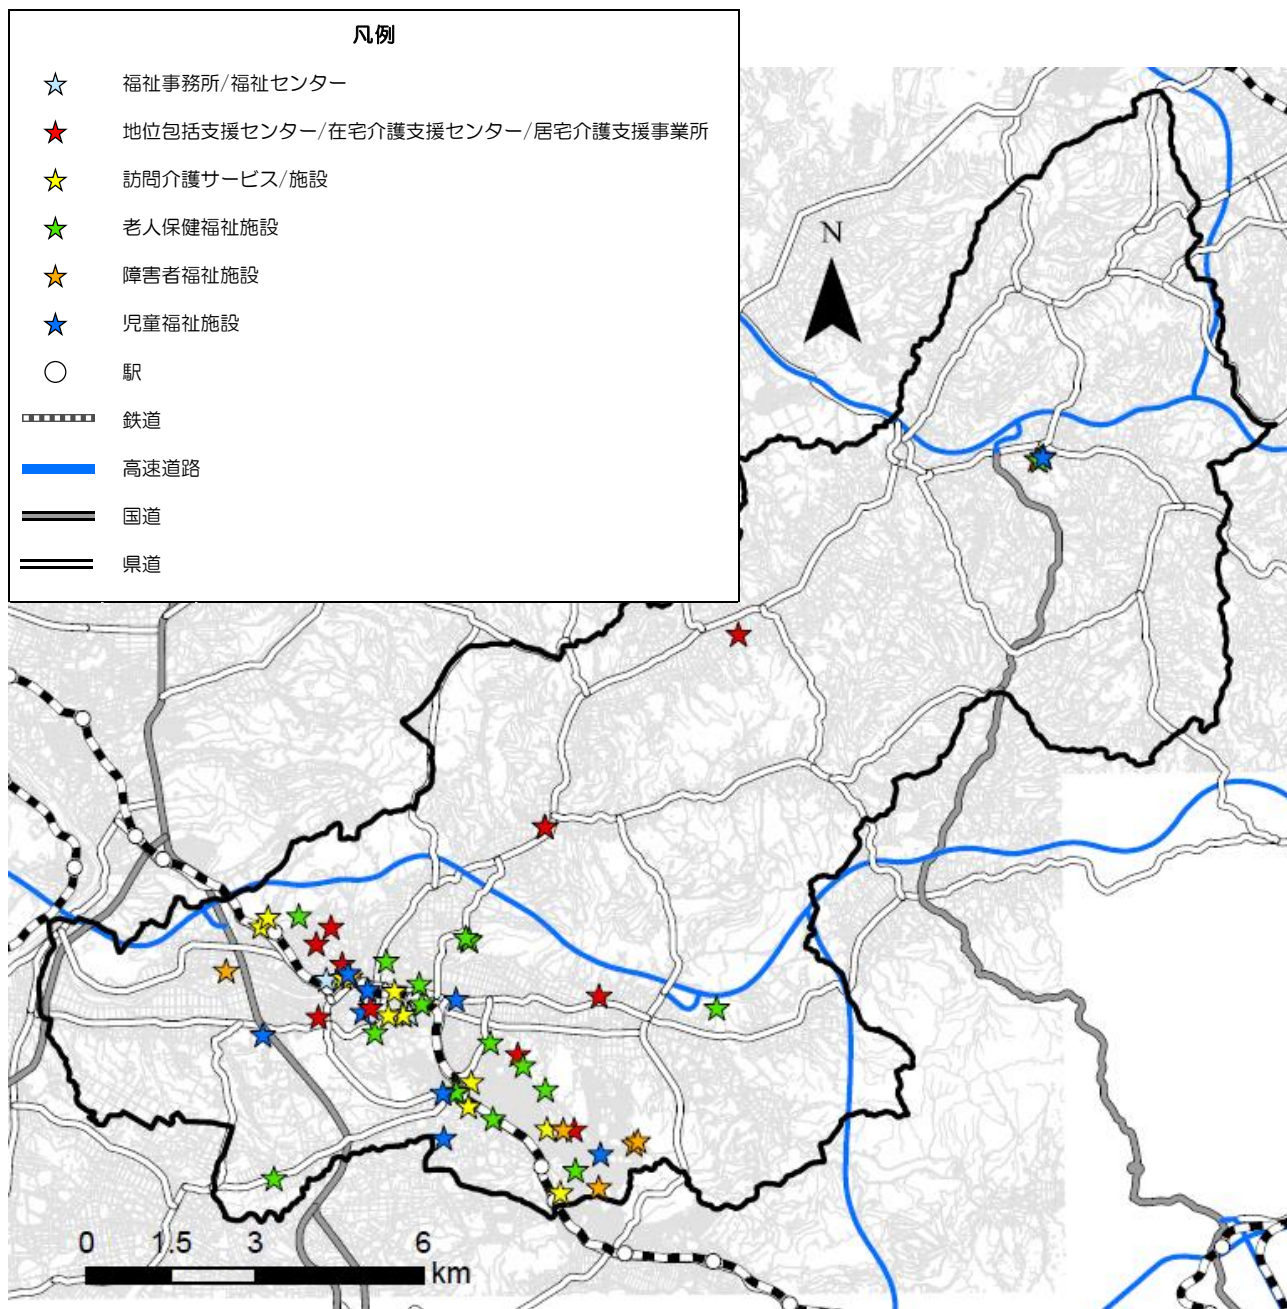 凡例
福祉事務所/福祉センター
地位包括支援センター/在宅介護支援センター/居宅介護支援事業所
訪問介護サービス/施設
老人保健福祉施設
障害者福祉施設
児童福祉施設
駅
鉄道
高速道路
国道
県道
N
0 1.5 3 6
km